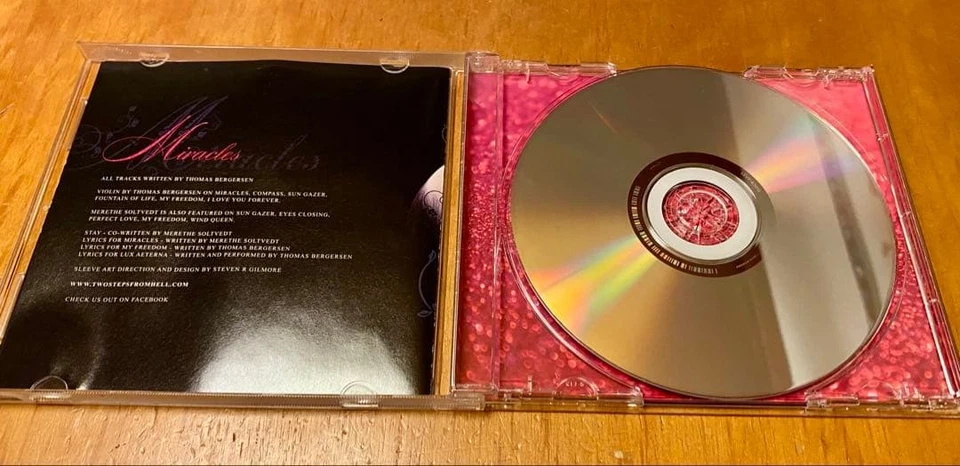 Miracles
ALL TRACKS WRITTEN BY THOMAS BERGERSEN
VIOLIN BY THOMAS BERGERSEN ON MIRACLES, COMPASS, SUN GAZER,
FOUNTAIN OF LIFE, MY FREEDOM, I LOVE YOU FOREVER.
MERETHE SOLTVEDT IS ALSO FEATURED ON SUN GAZER, EYES CLOSING,
PERFECT LOVE, MY FREEDOM, WIND QUEEN.
STAY - CO-WRITTEN BY MERETHE SOLTVEDT
LYRICS FOR MIRACLES - WRITTEN BY MERETHE SOLTVEDT
LYRICS FOR MY FREEDOM - WRITTEN BY THOMAS BERGERSEN
LYRICS FOR LUX AETERNA - WRITTEN AND PERFORMED BY THOMAS BERGERSEN
SLEEVE ART DIRECTION AND DESIGN BY STEVEN R GILMORE
WWW.TWOSTEPSFROMHELL.COM
CHECK US OUT ON FACEBOOK